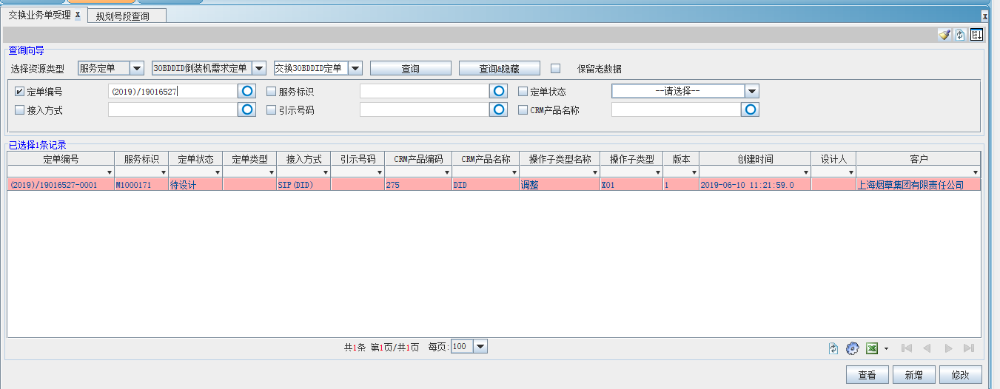 交换业务单受理 x 规划号段查询
x
查询向导
选择资源类型 服务定单 30BDDID倒装机需求定单 交换30BDDID定单 查询 查询&隐藏 保留老数据
定单编号 (2019)/19016527 服务标识 定单状态 --请选择--
接入方式 引示号码 CRM产品名称
已选择1条记录
定单编号 服务标识 定单状态 定单类型 接入方式 引示号码 CRM产品编码 CRM产品名称 操作子类型名称 操作子类型 版本 创建时间 设计人 客户
(2019)/19016527-0001 M1000171 待设计 SIP(DID) 275 DID 调整 X01 1 2019-06-10 11:21:59.0 上海烟草集团有限责任公司
共1条 第1页/共1页 每页: 100
查看 新增 修改